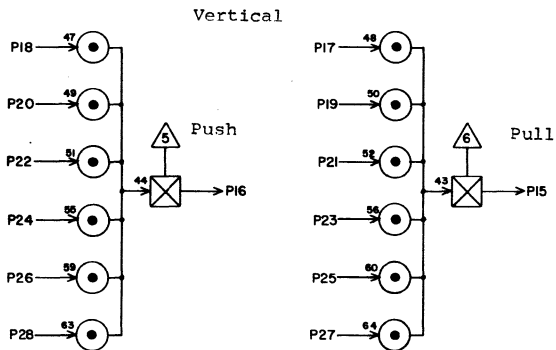 Vertical
P18 47 P17 48
P20 49 P19 50
5 Push 6 Pull
P22 51 P21 52
44 P16 43 P15
P24 55 P23 56
P26 59 P25 60
P28 63 P27 64